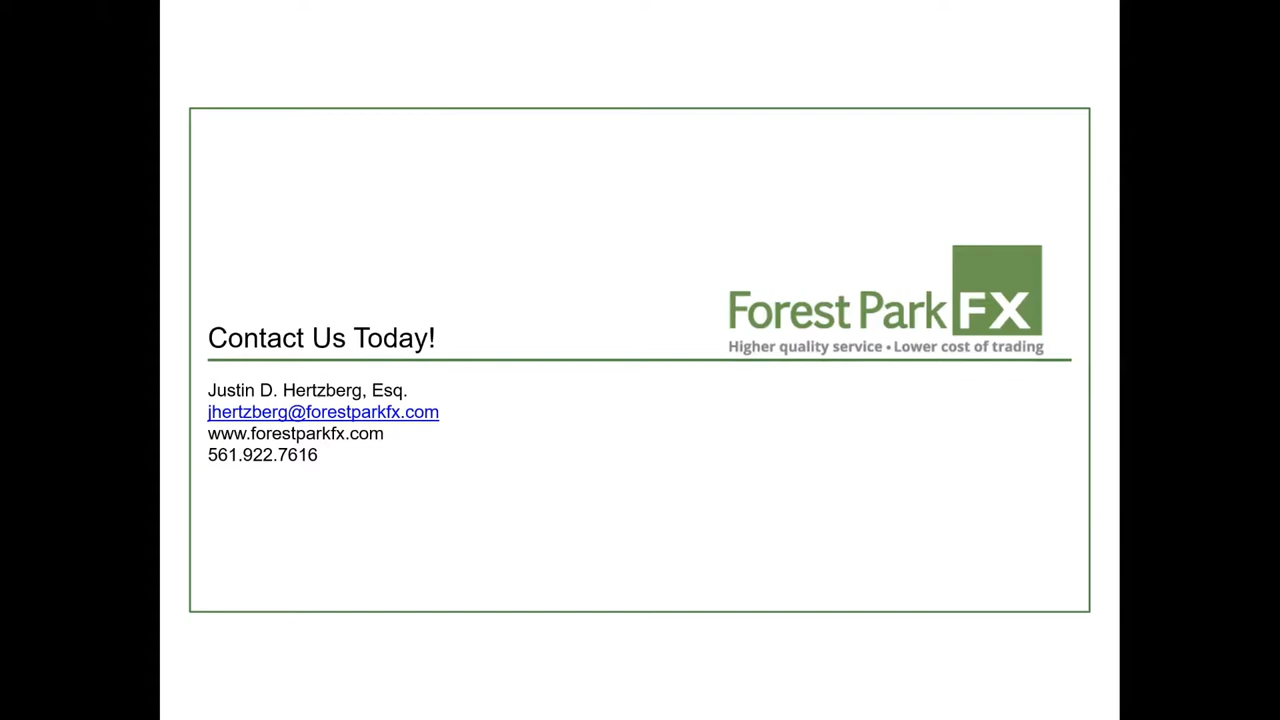 Forest Park FX
Higher quality service • Lower cost of trading
Contact Us Today!
Justin D. Hertzberg, Esq.
jhertzberg@forestparkfx.com
www.forestparkfx.com
561.922.7616